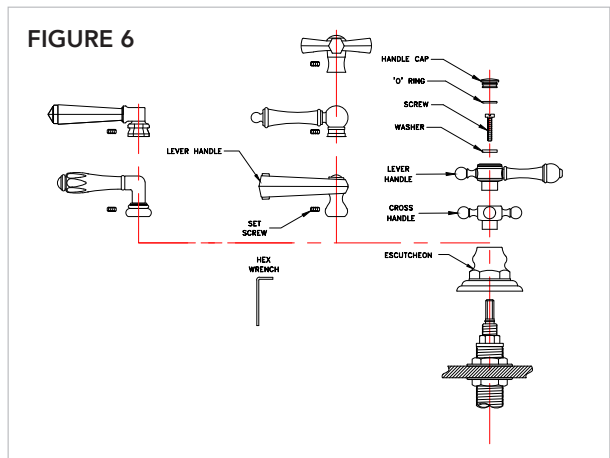 FIGURE 6
HANDLE CAP
'O' RING
SCREW
WASHER
LEVER HANDLE
LEVER
HANDLE
CROSS
HANDLE
SET
SCREW
ESCUTCHEON
HEX
WRENCH